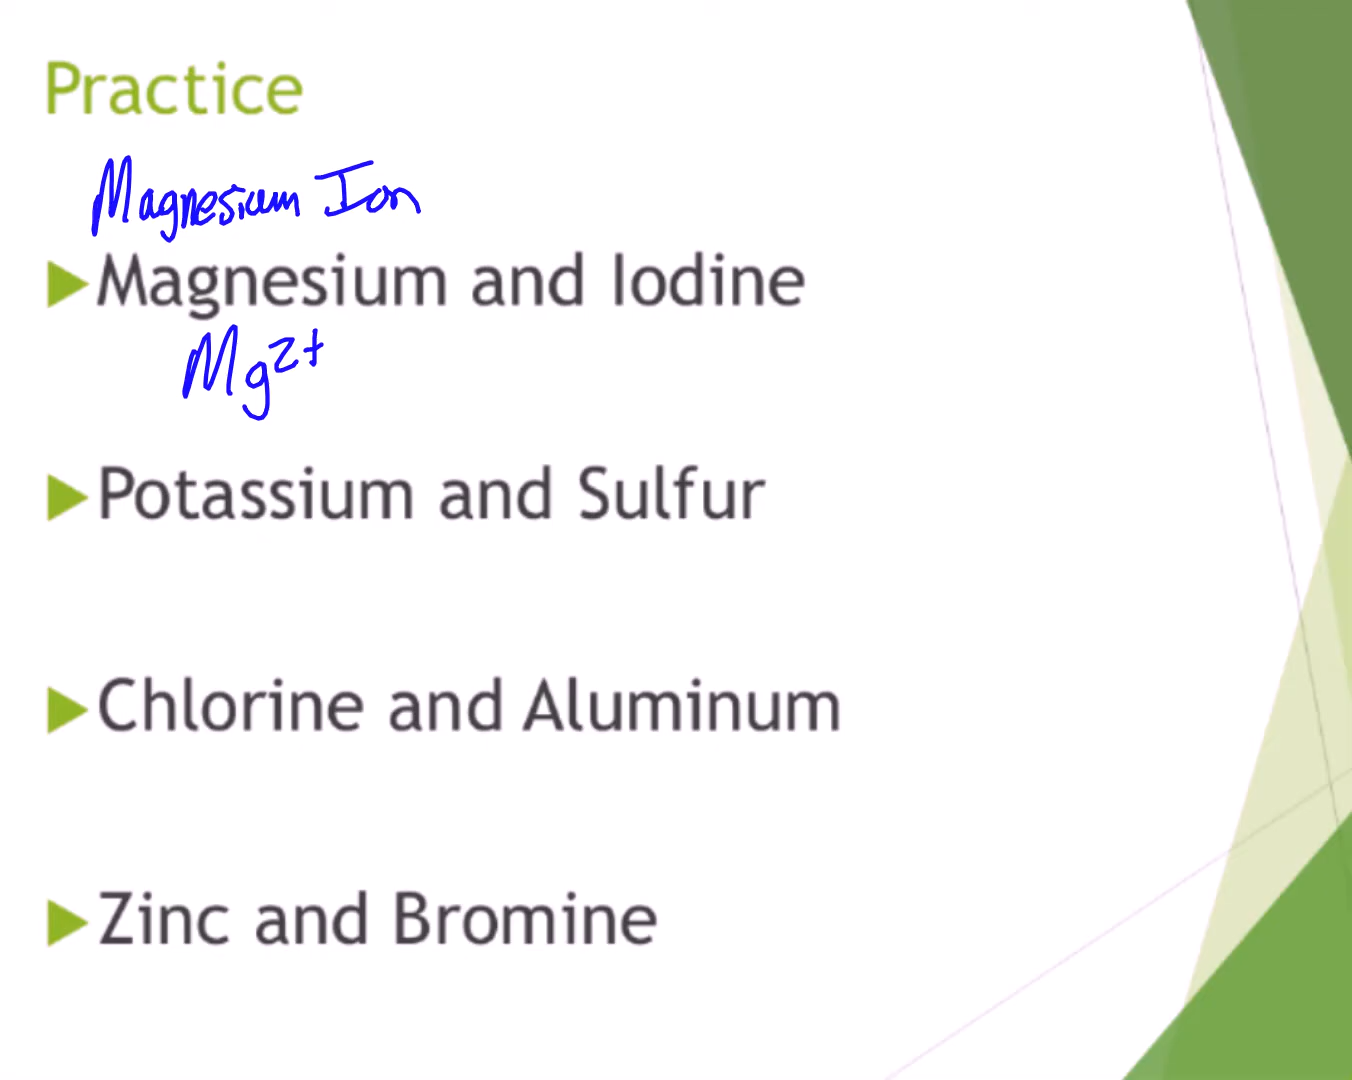 Practice
Magnesium Ion
Magnesium and Iodine
Mg2+
Potassium and Sulfur
Chlorine and Aluminum
Zinc and Bromine